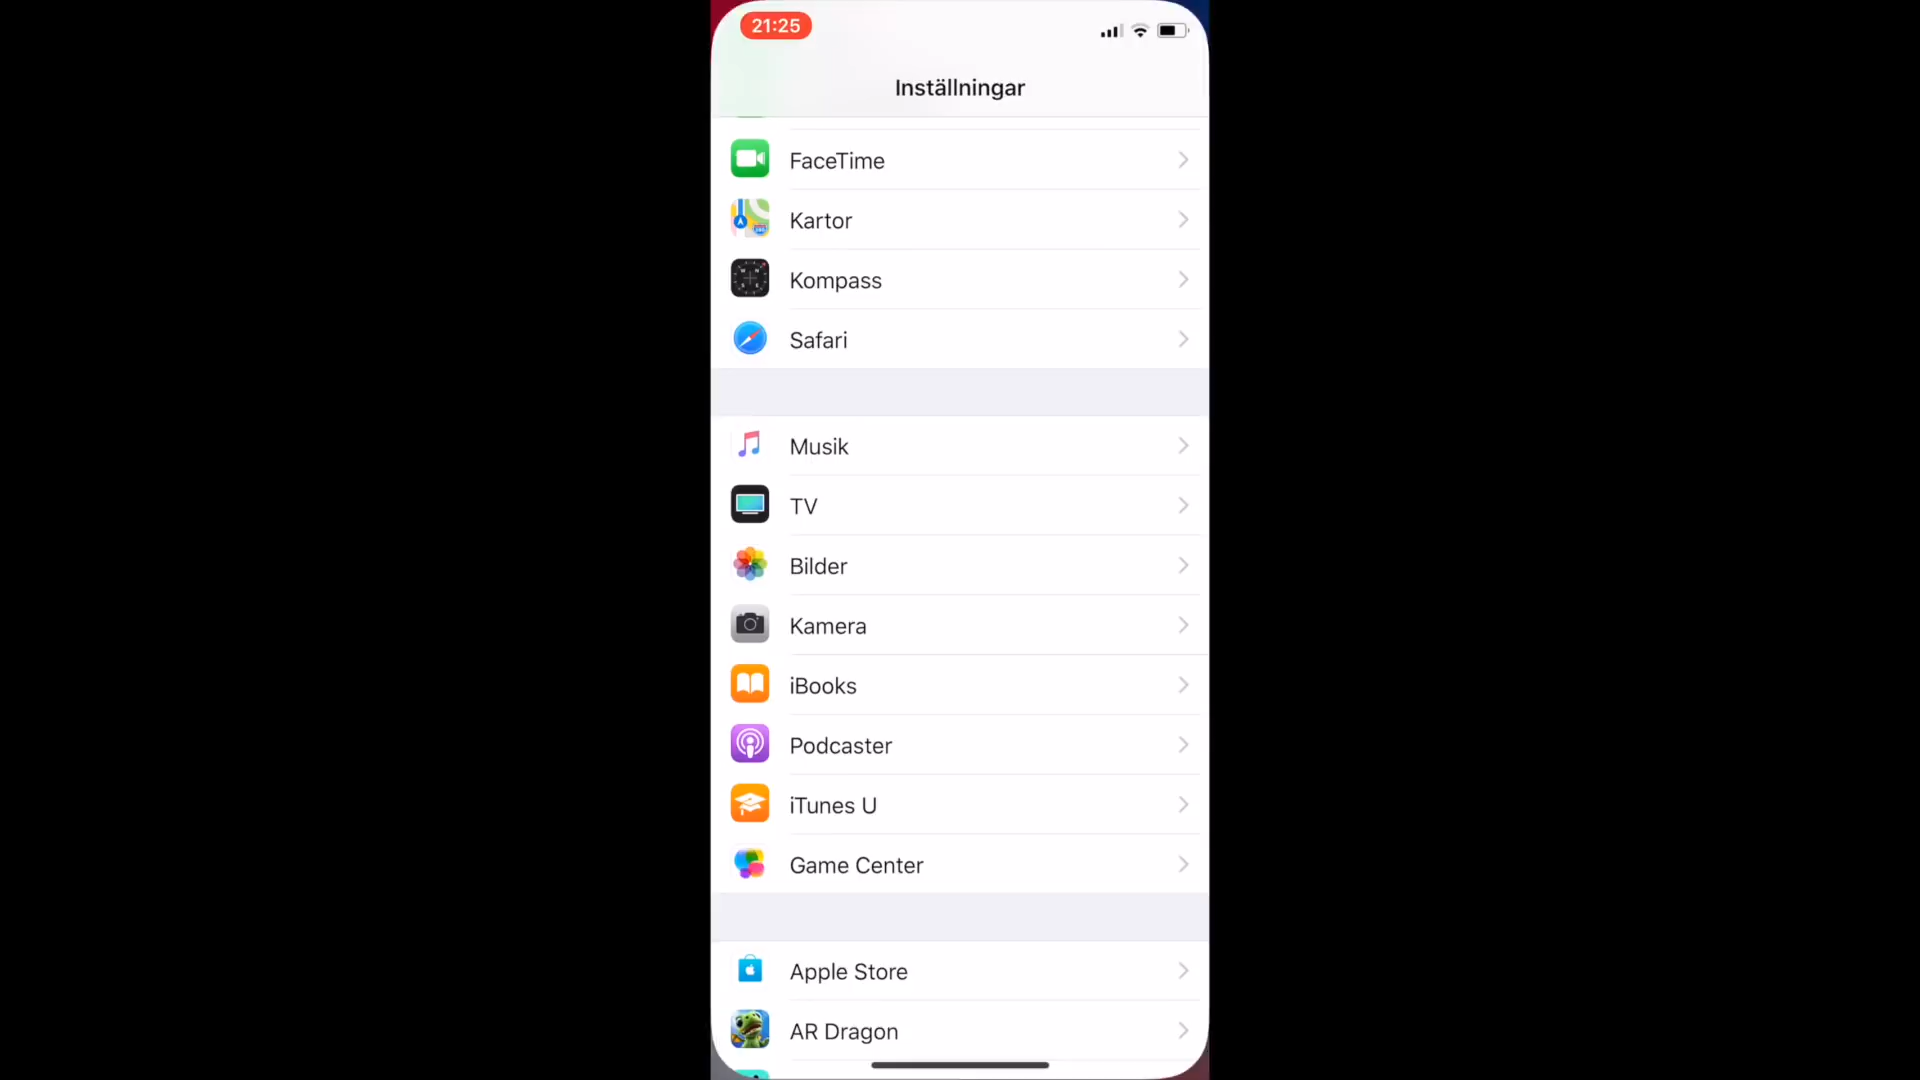 21:25
Inställningar
FaceTime
Kartor
Kompass
Safari
Musik
TV
Bilder
Kamera
iBooks
Podcaster
iTunes U
Game Center
Apple Store
AR Dragon